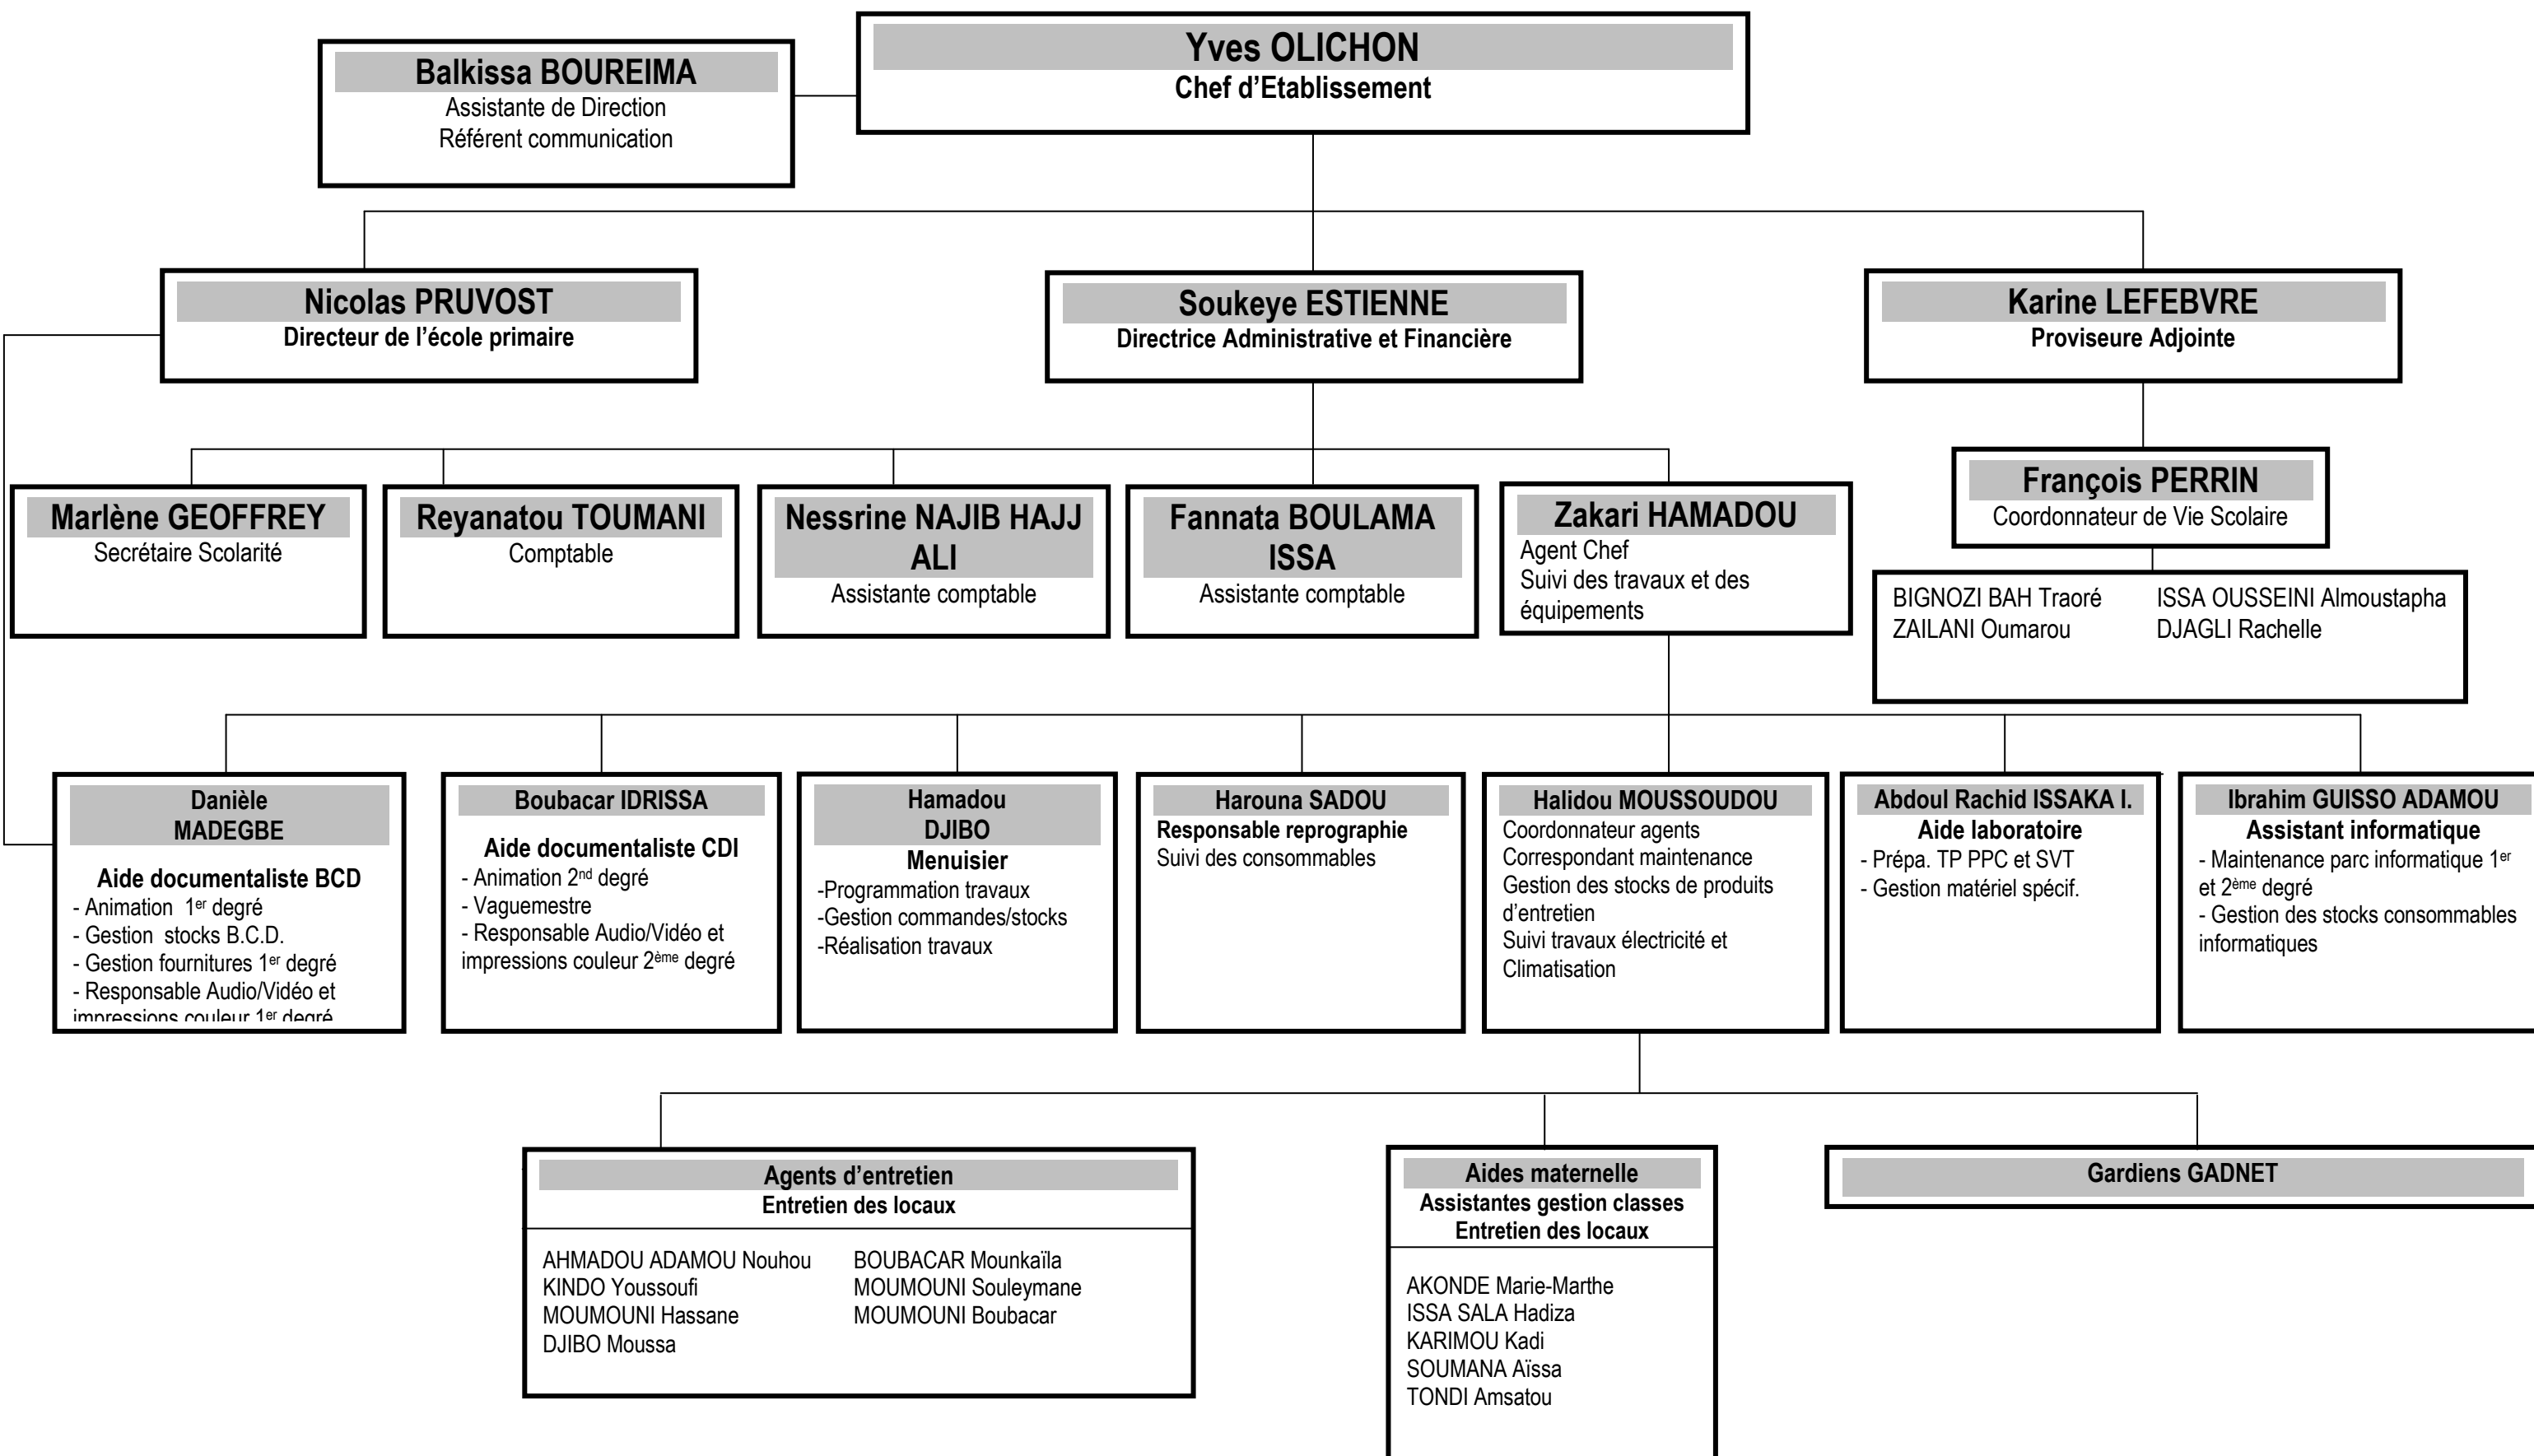 Yves OLICHON
Chef d'Etablissement
Balkissa BOUREIMA
Assistante de Direction
Référent communication
Nicolas PRUVOST
Directeur de l'école primaire
Soukeye ESTIENNE
Directrice Administrative et Financière
Karine LEFEBVRE
Proviseure Adjointe
Marlène GEOFFREY
Secrétaire Scolarité
Reyanatou TOUMANI
Comptable
Nessrine NAJIB HAJJ
ALI
Assistante comptable
Fannata BOULAMA
ISSA
Assistante comptable
Zakari HAMADOU
Agent Chef
Suivi des travaux et des
équipements
François PERRIN
Coordonnateur de Vie Scolaire
BIGNOZI BAH Traoré ISSA OUSSEINI Almoustapha
ZAILANI Oumarou DJAGLI Rachelle
Danièle
MADEGBE
Aide documentaliste BCD
- Animation 1er degré
- Gestion stocks B.C.D.
- Gestion fournitures 1er degré
- Responsable Audio/Vidéo et
impressions couleur 1er degré
Boubacar IDRISSA
Aide documentaliste CDI
- Animation 2nd degré
- Vaguemestre
- Responsable Audio/Vidéo et
impressions couleur 2ème degré
Hamadou
DJIBO
Menuisier
-Programmation travaux
-Gestion commandes/stocks
-Réalisation travaux
Harouna SADOU
Responsable reprographie
Suivi des consommables
Halidou MOUSSOUDOU
Coordonnateur agents
Correspondant maintenance
Gestion des stocks de produits
d'entretien
Suivi travaux électricité et
Climatisation
Abdoul Rachid ISSAKA I.
Aide laboratoire
- Prépa. TP PPC et SVT
- Gestion matériel spécif.
Ibrahim GUISSO ADAMOU
Assistant informatique
- Maintenance parc informatique 1er
et 2ème degré
- Gestion des stocks consommables
informatiques
Agents d'entretien
Entretien des locaux
AHMADOU ADAMOU Nouhou BOUBACAR Mounkaïla
KINDO Youssoufi MOUMOUNI Souleymane
MOUMOUNI Hassane MOUMOUNI Boubacar
DJIBO Moussa
Aides maternelle
Assistantes gestion classes
Entretien des locaux
AKONDE Marie-Marthe
ISSA SALA Hadiza
KARIMOU Kadi
SOUMANA Aïssa
TONDI Amsatou
Gardiens GADNET